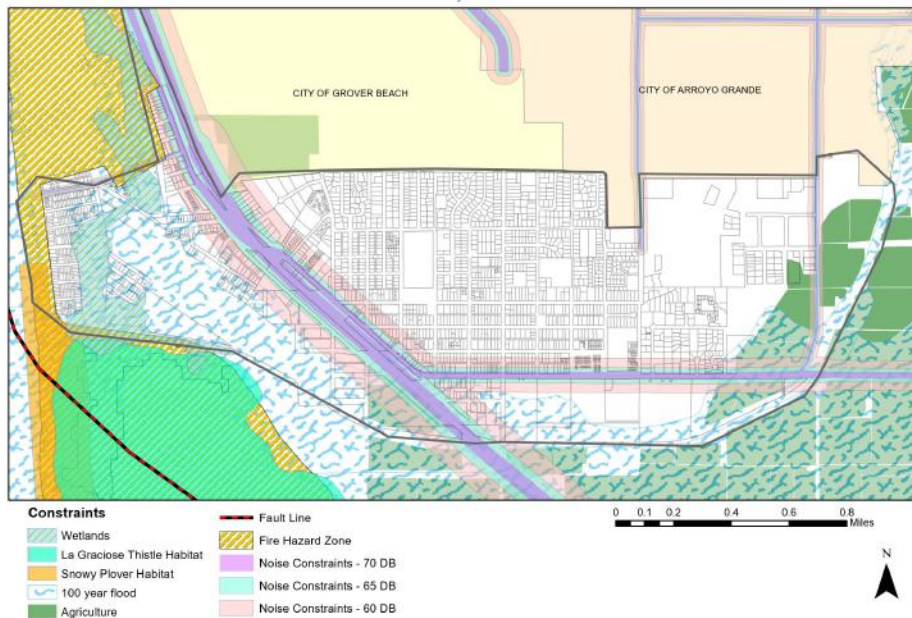 CITY OF GROVER BEACH
CITY OF ARROYO GRANDE
Constraints
Wetlands
La Graciose Thistle Habitat
Snowy Plover Habitat
100 year flood
Agriculture
Fault Line
Fire Hazard Zone
Noise Constraints - 70 DB
Noise Constraints - 65 DB
Noise Constraints - 60 DB
0 0.1 0.2 0.4 0.6 0.8
Miles
N